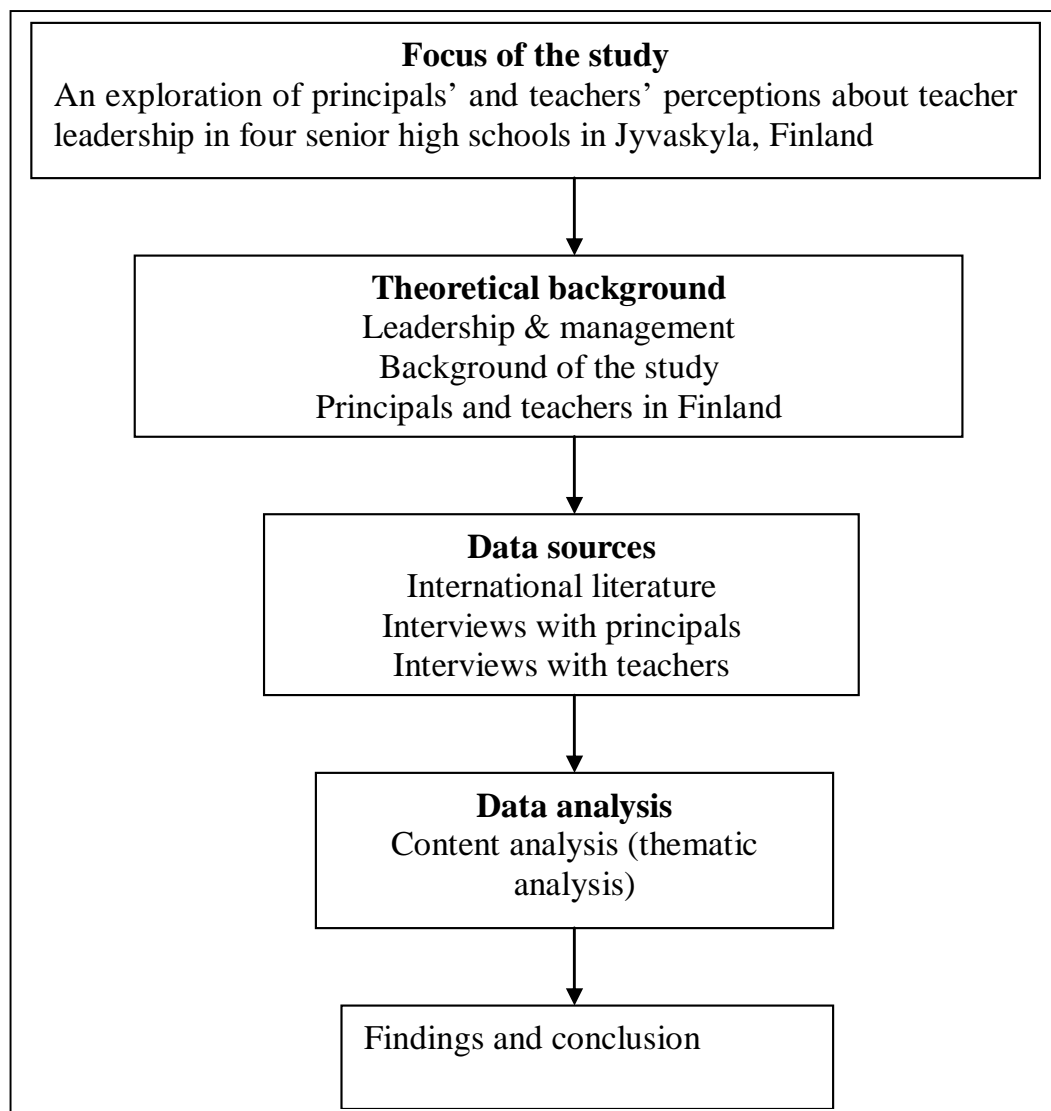 Focus of the study
An exploration of principals’ and teachers’ perceptions about teacher
leadership in four senior high schools in Jyvaskyla, Finland
Theoretical background
Leadership & management
Background of the study
Principals and teachers in Finland
Data sources
International literature
Interviews with principals
Interviews with teachers
Data analysis
Content analysis (thematic
analysis)
Findings and conclusion